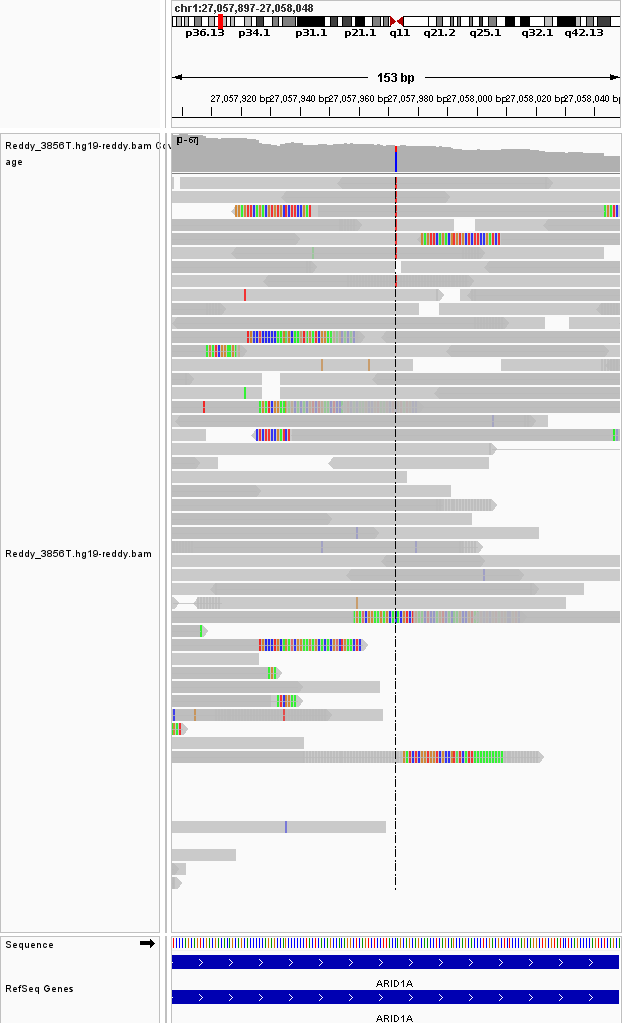 chr1:27,057,897-27,058,048
p36.13 p34.1 p31.1 p21.1 q11 q21.2 q25.1 q32.1 q42.13
153 bp
27,057,920 bp 27,057,940 bp 27,057,960 bp 27,057,980 bp 27,058,000 bp 27,058,020 bp 27,058,040 bp
[0 - 67]
Reddy_3856T.hg19-reddy.bam Cov
age
Reddy_3856T.hg19-reddy.bam
Sequence
ARID1A
RefSeq Genes
ARID1A